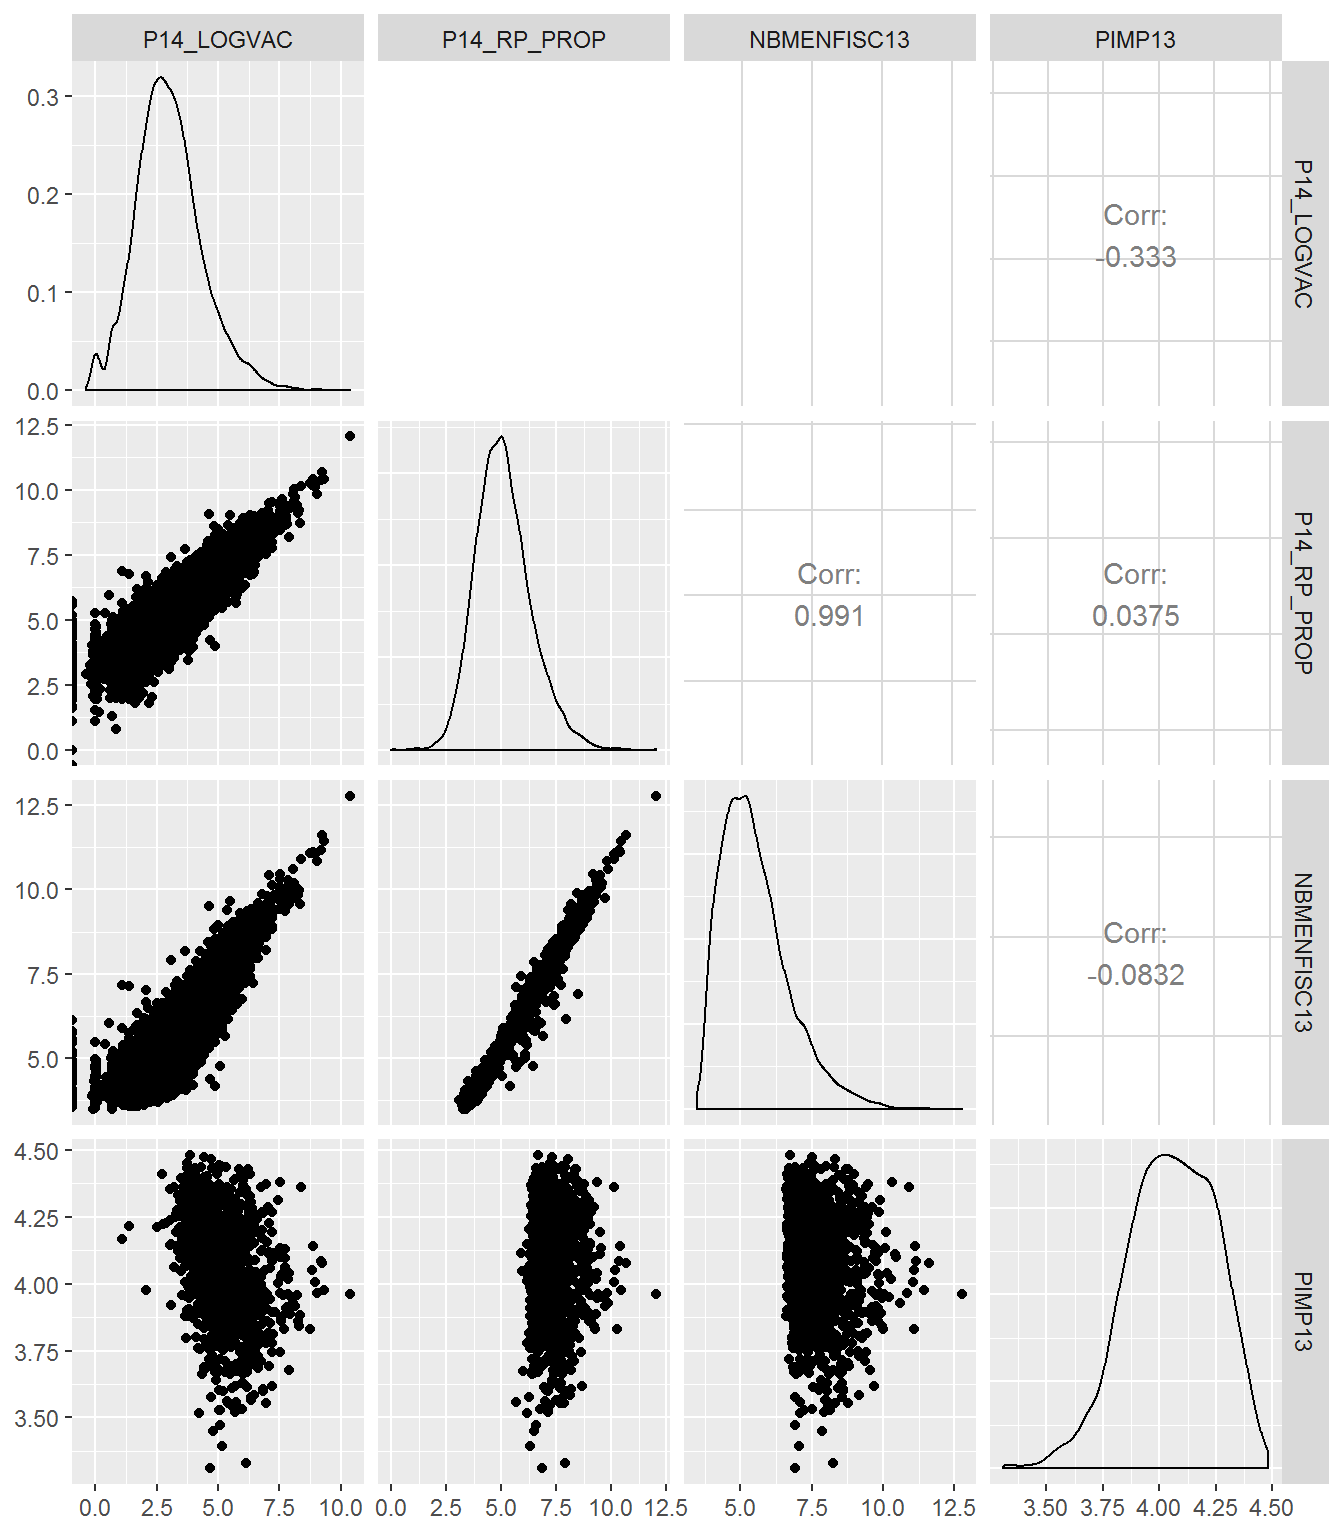 P14_LOGVAC P14_RP_PROP NBMENFISC13 PIMP13
0.3
0.2
0.1
0.0
Corr:
-0.333
P14_LOGVAC
12.5
10.0
7.5
5.0
2.5
0.0
Corr:
0.991
Corr:
0.0375
P14_RP_PROP
12.5
10.0
7.5
5.0
Corr:
-0.0832
NBMENFISC13
4.50
4.25
4.00
3.75
3.50
PIMP13
0.0 2.5 5.0 7.5 10.0 0.0 2.5 5.0 7.5 10.0 12.5 5.0 7.5 10.0 12.5 3.50 3.75 4.00 4.25 4.50